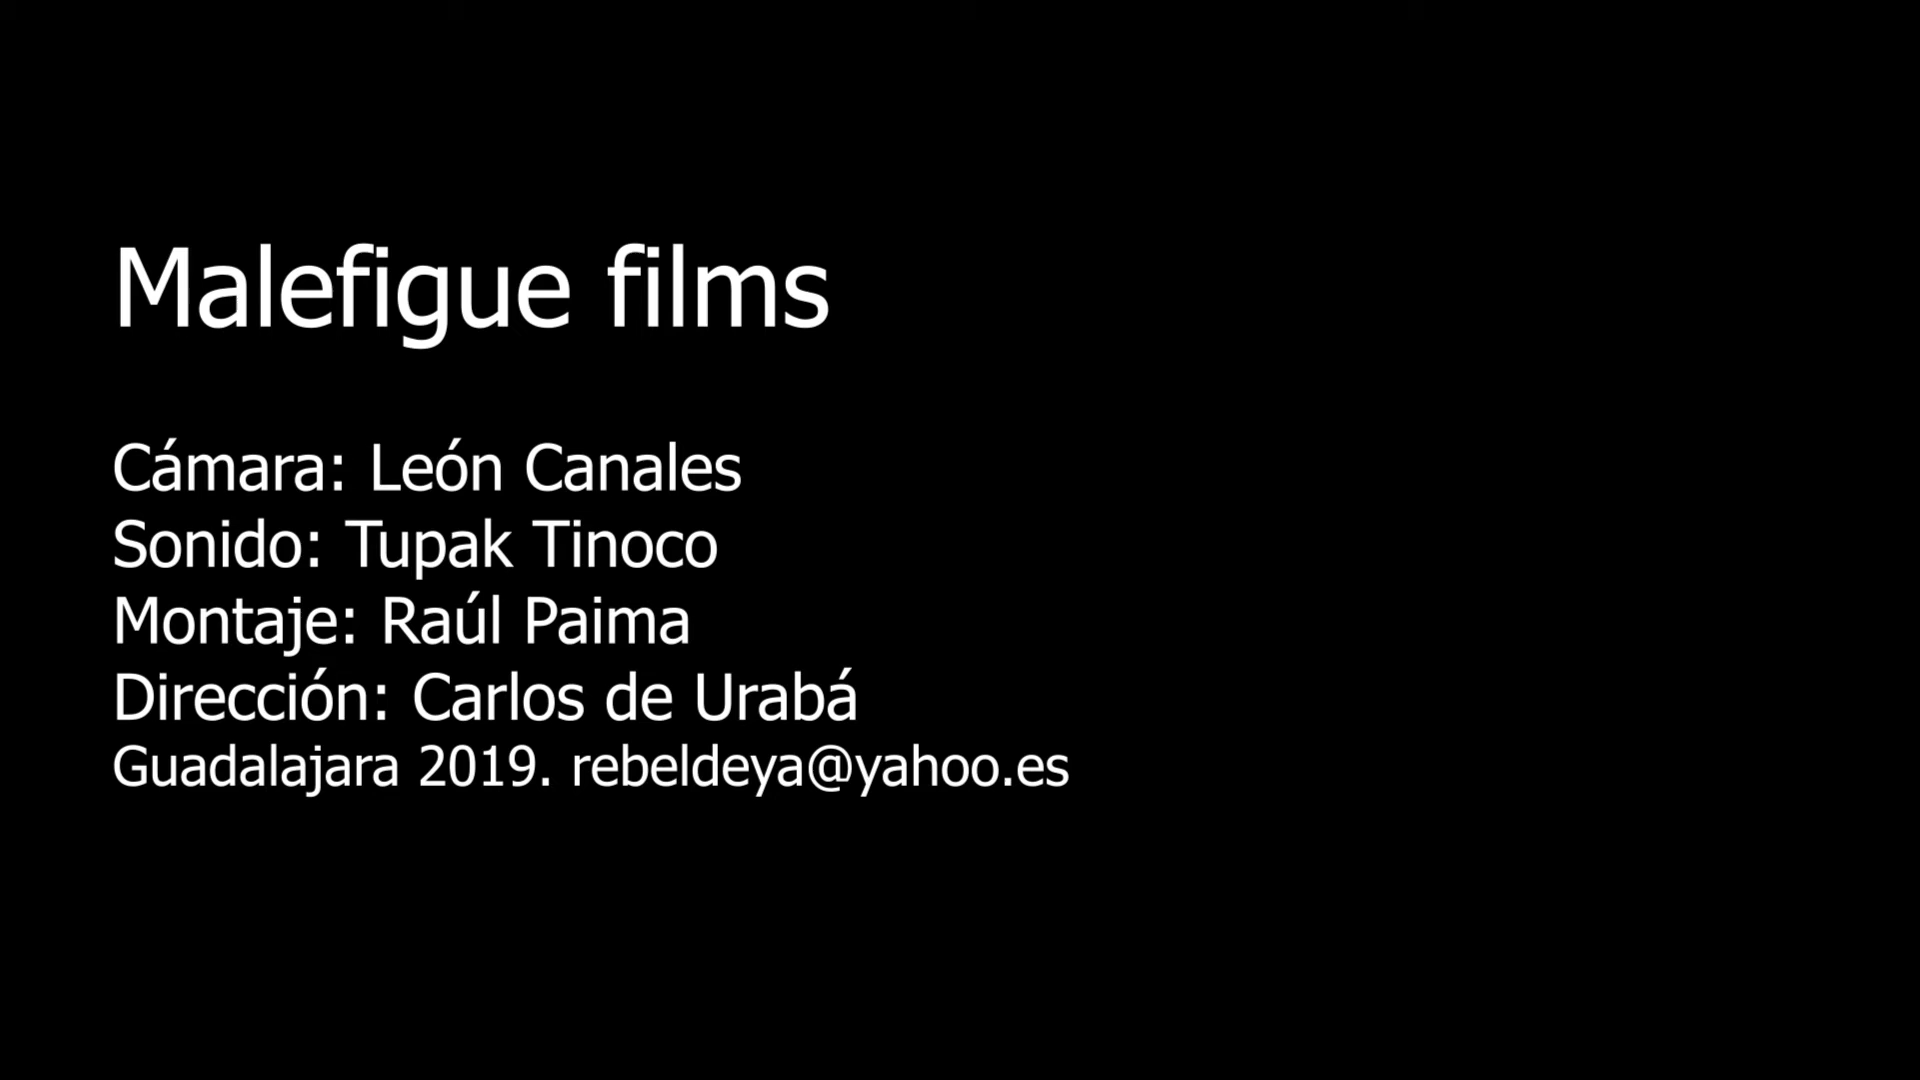 Malefigue films
Cámara: León Canales
Sonido: Tupak Tinoco
Montaje: Raúl Paima
Dirección: Carlos de Urabá
Guadalajara 2019. rebeldeya@yahoo.es